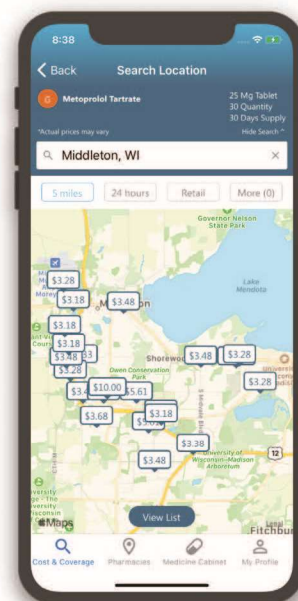 8:38
Back
Search Location
G
Metoprolol Tartrate
25 Mg Tablet
30 Quantity
30 Days Supply
*Actual prices may vary
Hide Search ^
Middleton, WI
×
5 miles
24 hours
Retail
More (0)
Governor Nelson
State Park
$3.28
Lake
Mendota
$3.18
$3.48
$3.18
$3.18
$3.48
Shorewood
$3.48
$3.28
$3.28
$3.28
Owen Conservation
Park
$10.00
$5.61
$3.68
$3.18
$3.38
12
$3.48
University of
Wisconsin–Madison
Arboretum
Maps
View List
Fitchbur
Cost & Coverage
Pharmacies
Medicine Cabinet
My Profile